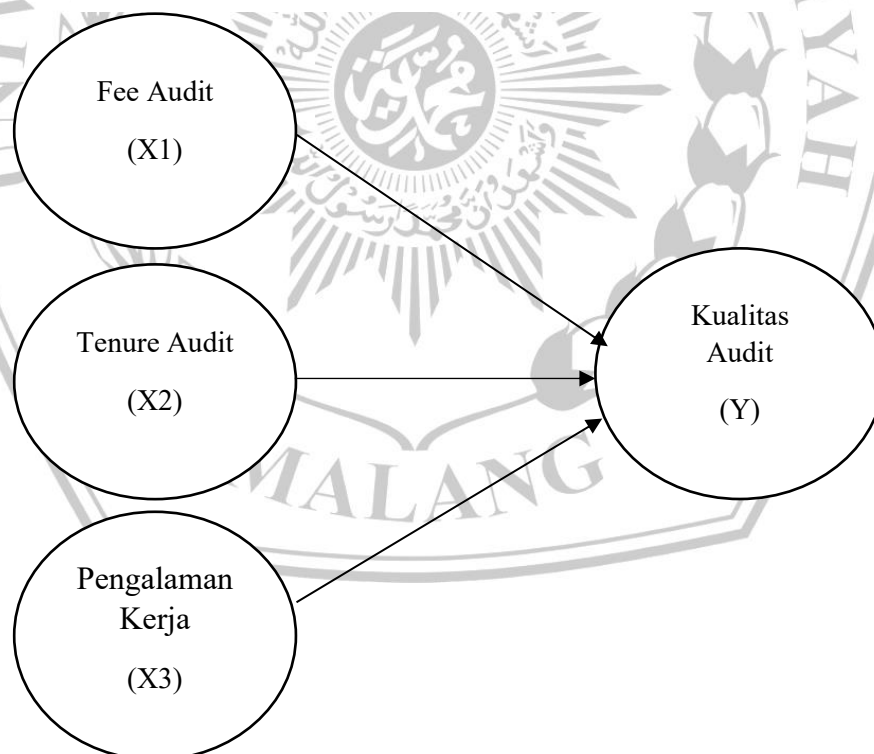 Fee Audit
(X1)
Tenure Audit
(X2)
Pengalaman
Kerja
(X3)
Kualitas
Audit
(Y)
MALANG